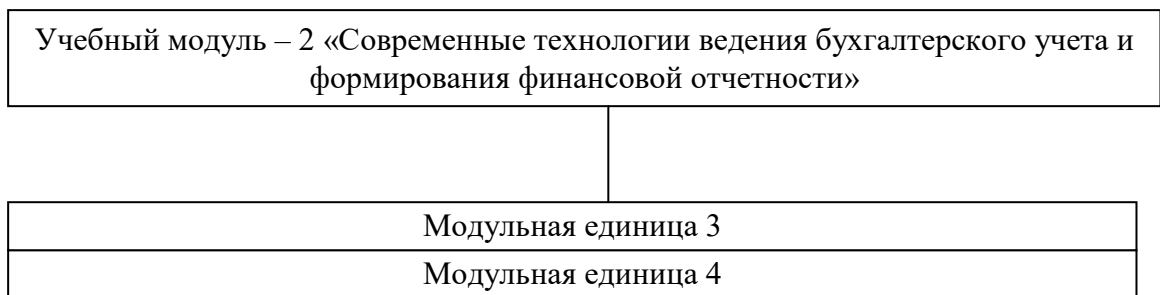 Учебный модуль – 2 «Современные технологии ведения бухгалтерского учета и
формирования финансовой отчетности»
Модульная единица 3
Модульная единица 4